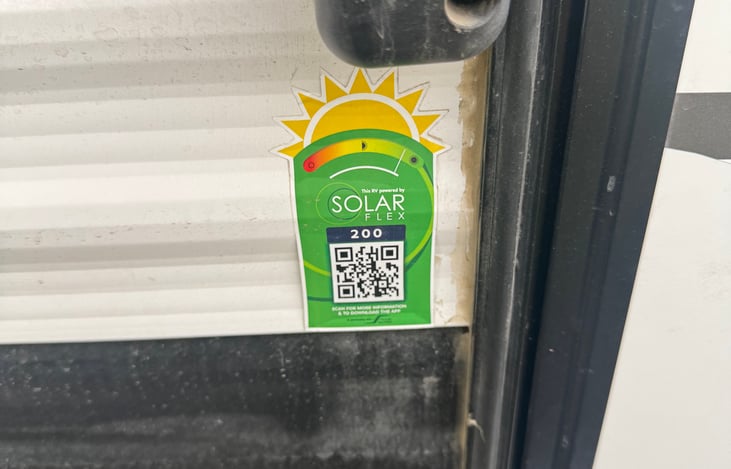 This RV powered by
SOLAR
FLEX
200
SCAN FOR MORE INFORMATION
& TO DOWNLOAD THE APP